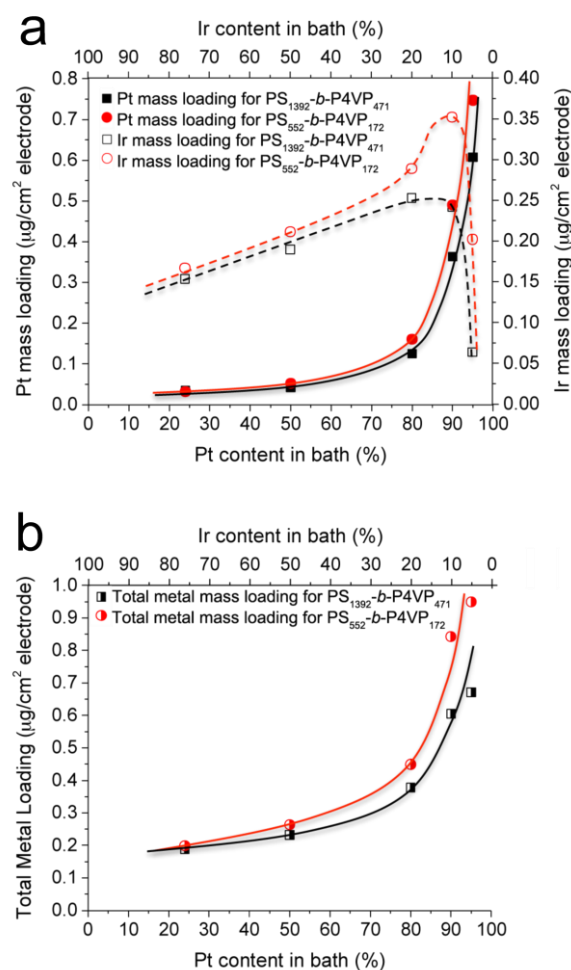 a
Ir content in bath (%)
100 90 80 70 60 50 40 30 20 10 0
Pt mass loading for PS1392-b-P4VP471
Pt mass loading for PS552-b-P4VP172
Ir mass loading for PS1392-b-P4VP471
Ir mass loading for PS552-b-P4VP172
Pt mass loading (μg/cm2 electrode)
0.8
0.7
0.6
0.5
0.4
0.3
0.2
0.1
0.0
Ir mass loading (μg/cm2 electrode)
0.40
0.35
0.30
0.25
0.20
0.15
0.10
0.05
0.00
0 10 20 30 40 50 60 70 80 90 100
Pt content in bath (%)
b
Ir content in bath (%)
100 90 80 70 60 50 40 30 20 10 0
Total metal mass loading for PS1392-b-P4VP471
Total metal mass loading for PS552-b-P4VP172
Total Metal Loading (μg/cm2 electrode)
1.0
0.9
0.8
0.7
0.6
0.5
0.4
0.3
0.2
0.1
0.0
0 10 20 30 40 50 60 70 80 90 100
Pt content in bath (%)